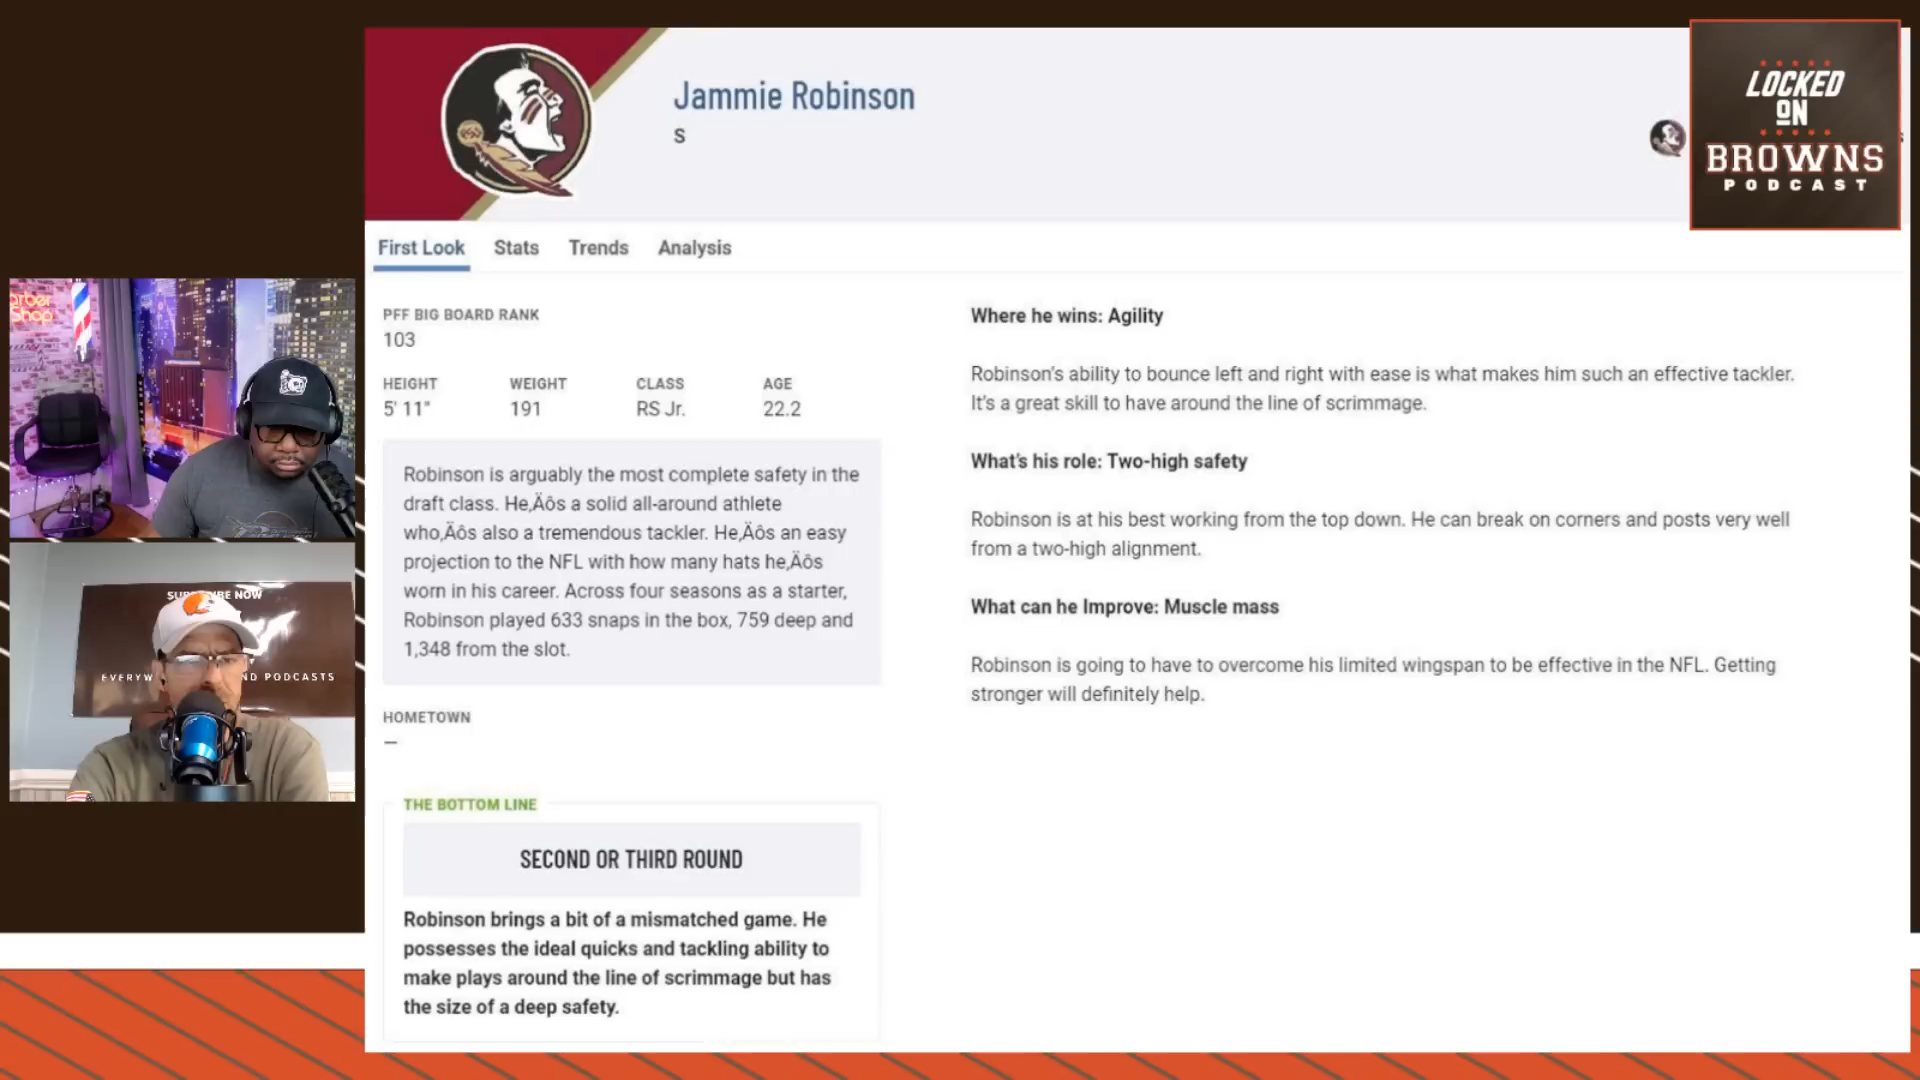 Jammie Robinson
S
LOCKED
ON
BROWNS
PODCAST
First Look
Stats
Trends
Analysis
PFF BIG BOARD RANK
103
HEIGHT
WEIGHT
CLASS
AGE
5' 11"
191
RS Jr.
22.2
Robinson is arguably the most complete safety in the
draft class. He‚Äôs a solid all-around athlete
who‚Äôs also a tremendous tackler. He‚Äôs an easy
projection to the NFL with how many hats he‚Äôs
worn in his career. Across four seasons as a starter,
Robinson played 633 snaps in the box, 759 deep and
1,348 from the slot.
HOMETOWN
—
THE BOTTOM LINE
SECOND OR THIRD ROUND
Robinson brings a bit of a mismatched game. He
possesses the ideal quicks and tackling ability to
make plays around the line of scrimmage but has
the size of a deep safety.
Where he wins: Agility
Robinson's ability to bounce left and right with ease is what makes him such an effective tackler.
It's a great skill to have around the line of scrimmage.
What's his role: Two-high safety
Robinson is at his best working from the top down. He can break on corners and posts very well
from a two-high alignment.
What can he Improve: Muscle mass
Robinson is going to have to overcome his limited wingspan to be effective in the NFL. Getting
stronger will definitely help.
Shop
NOW
PODCASTS